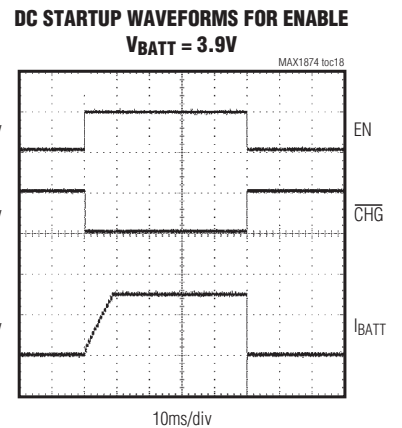 DC STARTUP WAVEFORMS FOR ENABLE
VBATT = 3.9V
MAX1874 toc18
EN
CHG
IBATT
10ms/div